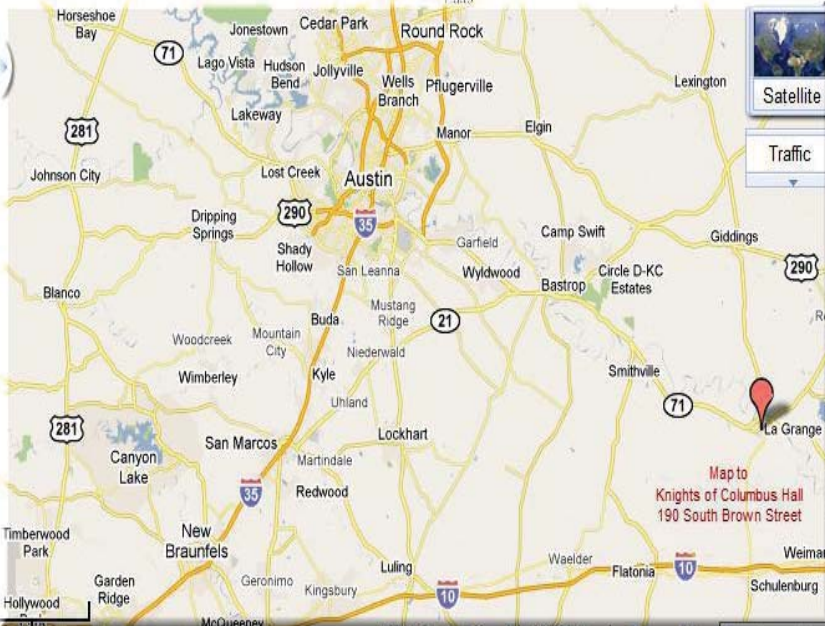 Horseshoe
Bay
Jonestown
Cedar Park
Round Rock
71
Lago Vista
Hudson
Bend
Jollyville
Wells
Branch
Pflugerville
Lexington
Satellite
Lakeway
281
Manor
Elgin
Traffic
Johnson City
Lost Creek
Austin
Dripping
Springs
290
35
Shady
Hollow
Garfield
Camp Swift
Giddings
San Leanna
Wyldwood
Bastrop
Circle D-KC
Estates
290
Blanco
Mustang
Ridge
Buda
21
Woodcreek
Mountain
City
Niederwald
Wimberley
Kyle
Smithville
Uhland
71
La Grange
281
San Marcos
Lockhart
Canyon
Lake
Martindale
Redwood
35
Map to
Knights of Columbus Hall
190 South Brown Street
Timberwood
Park
New
Braunfels
Luling
Waelder
Flatonia
10
Weimar
Schulenburg
Garden
Ridge
Geronimo
Kingsbury
10
Hollywood
McQueeney